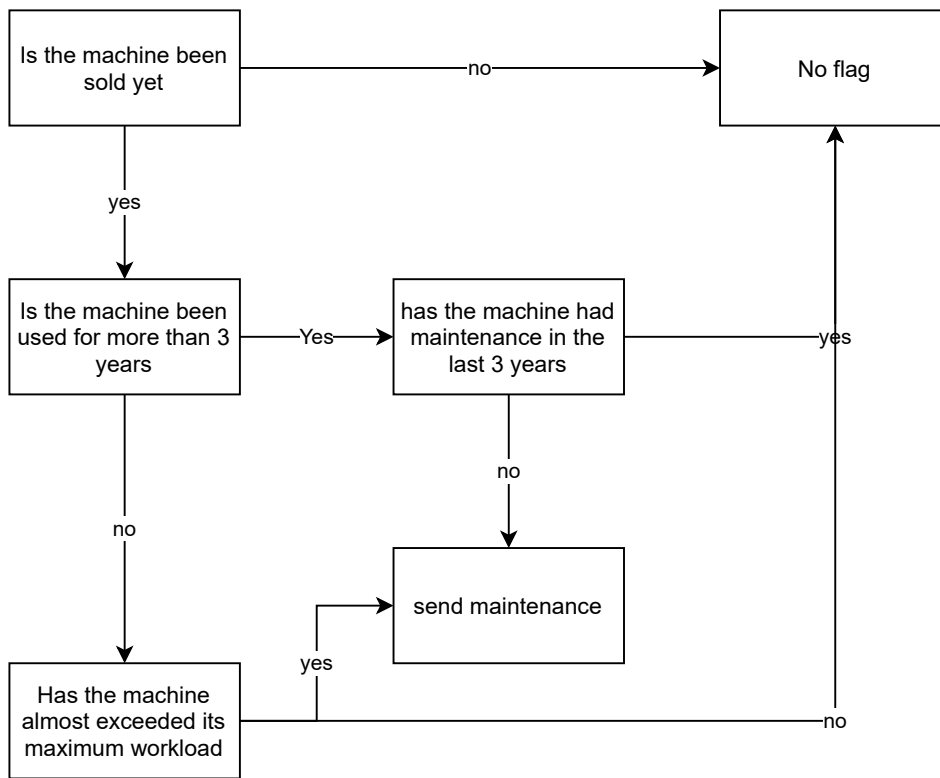 Is the machine been
sold yet
no
No flag
yes
Is the machine been
used for more than 3
years
Yes
has the machine had
maintenance in the
last 3 years
yes
no
no
send maintenance
yes
Has the machine
almost exceeded its
maximum workload
no